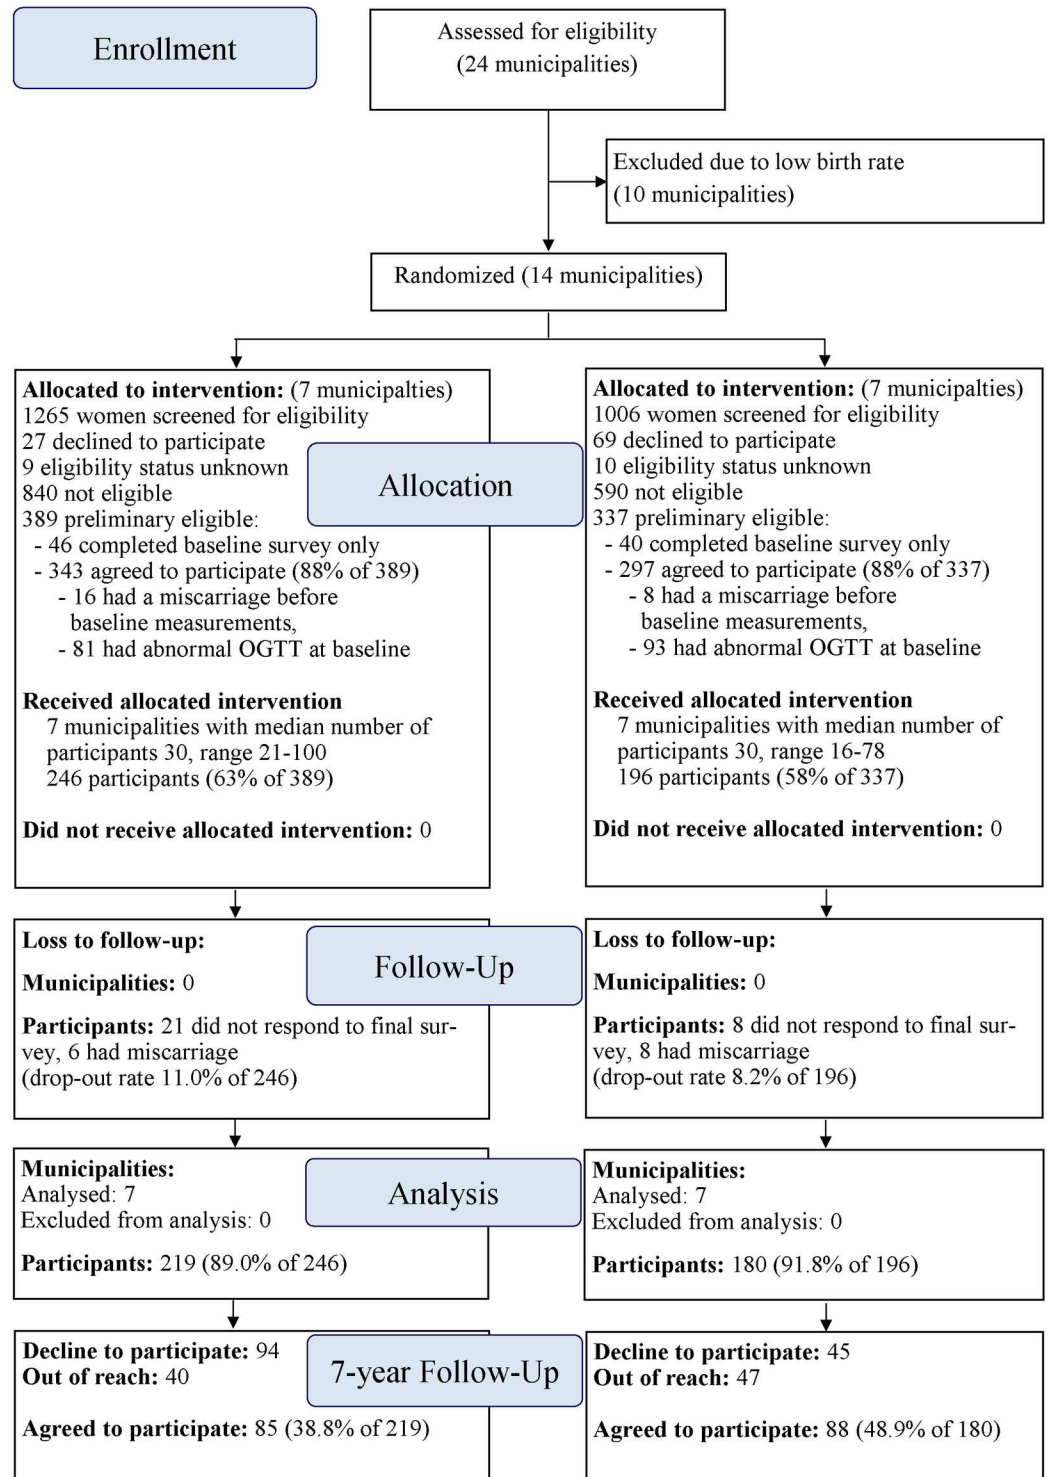 Enrollment
Assessed for eligibility
(24 municipalities)
Excluded due to low birth rate
(10 municipalities)
Randomized (14 municipalities)
Allocated to intervention: (7 municipalties)
1265 women screened for eligibility
27 declined to participate
9 eligibility status unknown
840 not eligible
389 preliminary eligible:
- 46 completed baseline survey only
- 343 agreed to participate (88% of 389)
- 16 had a miscarriage before
baseline measurements,
- 81 had abnormal OGTT at baseline
Received allocated intervention
7 municipalities with median number of
participants 30, range 21-100
246 participants (63% of 389)
Did not receive allocated intervention: 0
Allocation
Allocated to intervention: (7 municipalties)
1006 women screened for eligibility
69 declined to participate
10 eligibility status unknown
590 not eligible
337 preliminary eligible:
- 40 completed baseline survey only
- 297 agreed to participate (88% of 337)
- 8 had a miscarriage before
baseline measurements,
- 93 had abnormal OGTT at baseline
Received allocated intervention
7 municipalities with median number of
participants 30, range 16-78
196 participants (58% of 337)
Did not receive allocated intervention: 0
Loss to follow-up:
Municipalities: 0
Participants: 21 did not respond to final sur-
vey, 6 had miscarriage
(drop-out rate 11.0% of 246)
Follow-Up
Loss to follow-up:
Municipalities: 0
Participants: 8 did not respond to final sur-
vey, 8 had miscarriage
(drop-out rate 8.2% of 196)
Municipalities:
Analysed: 7
Excluded from analysis: 0
Participants: 219 (89.0% of 246)
Analysis
Municipalities:
Analysed: 7
Excluded from analysis: 0
Participants: 180 (91.8% of 196)
Decline to participate: 94
Out of reach: 40
Agreed to participate: 85 (38.8% of 219)
7-year Follow-Up
Decline to participate: 45
Out of reach: 47
Agreed to participate: 88 (48.9% of 180)